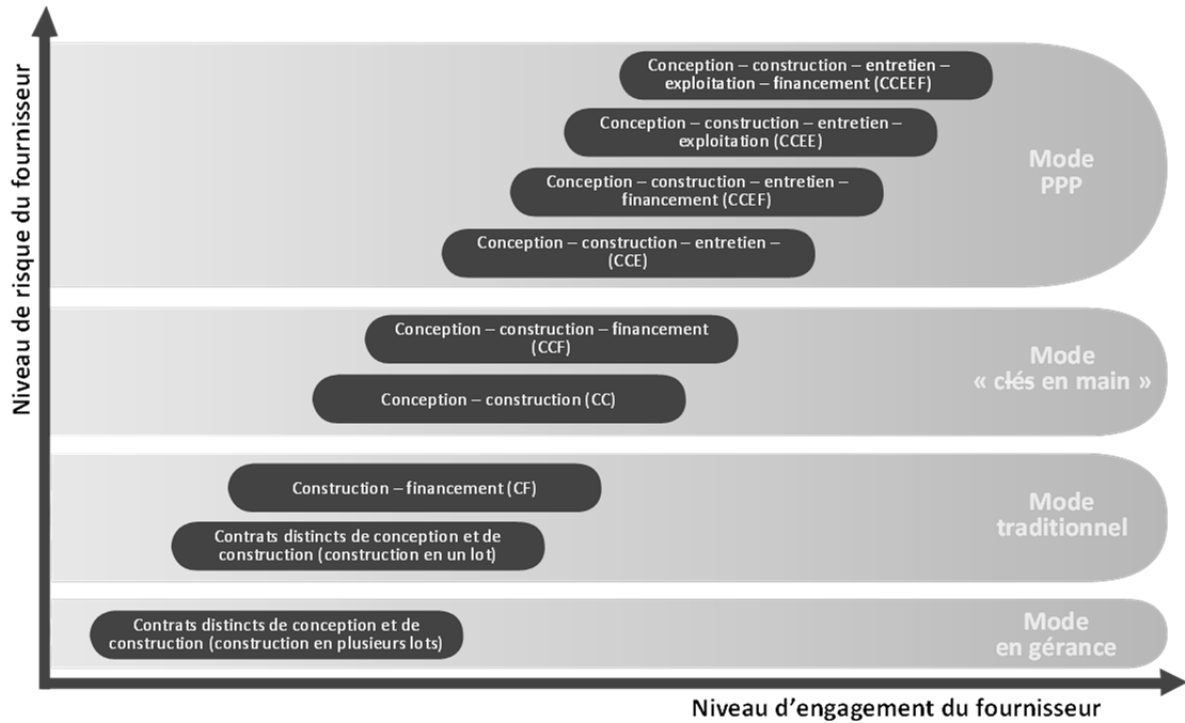 Niveau de risque du fournisseur
Conception – construction – entretien –
exploitation – financement (CCEEF)
Conception – construction – entretien –
exploitation (CCEE)
Conception – construction – entretien –
financement (CCEF)
Conception – construction – entretien –
(CCE)
Mode
PPP
Conception – construction – financement
(CCF)
Conception – construction (CC)
Mode
« clés en main »
Construction – financement (CF)
Contrats distincts de conception et de
construction (construction en un lot)
Mode
traditionnel
Contrats distincts de conception et de
construction (construction en plusieurs lots)
Mode
en gérance
Niveau d’engagement du fournisseur